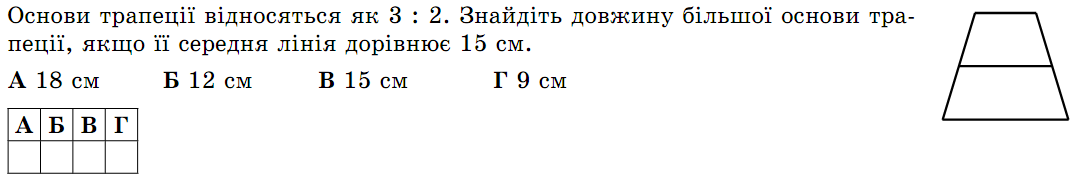 Основи трапеції відносяться як 3 : 2. Знайдіть довжину більшої основи тра-
пеції, якщо її середня лінія дорівнює 15 см.
А 18 см Б 12 см В 15 см Г 9 см
А Б В Г